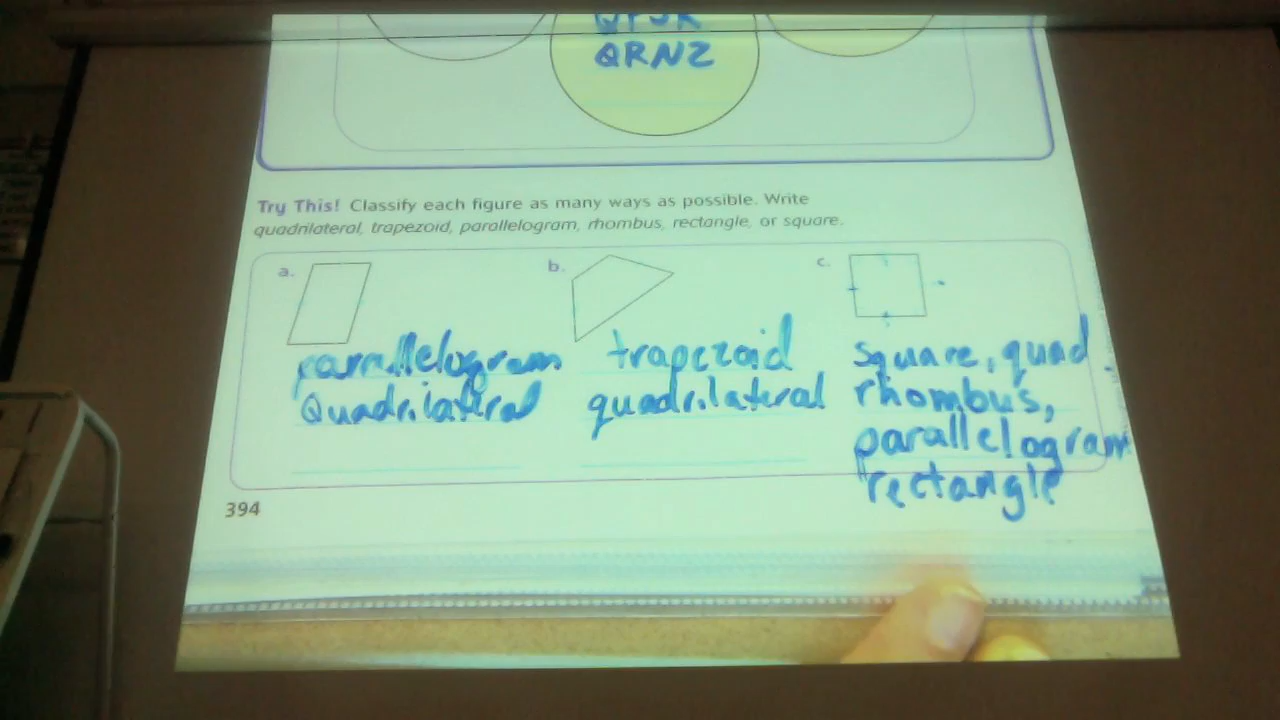 QRNZ
Try This! Classify each figure as many ways as possible. Write
quadrilateral, trapezoid, parallelogram, rhombus, rectangle, or square.
a.
b.
c.
parallelogram
Quadrilateral
trapezoid
quadrilateral
square, quad.
rhombus,
parallelogram
rectangle
394